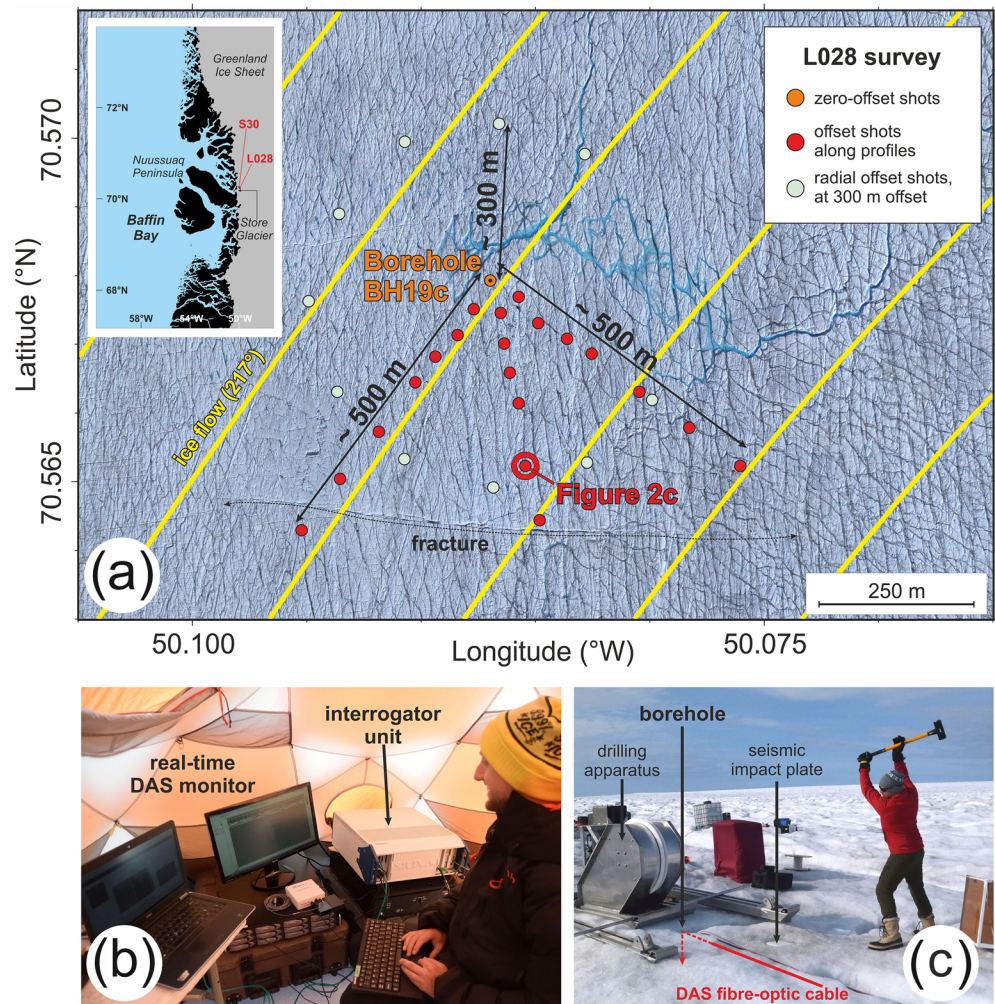 Greenland
Ice Sheet
72°N
S30
Nuussuaq
Peninsula
L028
70°N
Baffin
Bay
Store
Glacier
68°N
58°W
54°W
50°W
L028 survey
zero-offset shots
offset shots
along profiles
radial offset shots,
at 300 m offset
70.570
Latitude (°N)
70.565
~ 300 m
Borehole
BH19c
~ 500 m
~ 500 m
ice flow (217°)
Figure 2c
fracture
(a)
250 m
50.100
Longitude (°W)
50.075
interrogator
unit
real-time
DAS monitor
(b)
borehole
drilling
apparatus
seismic
impact plate
DAS fibre-optic cable
(c)